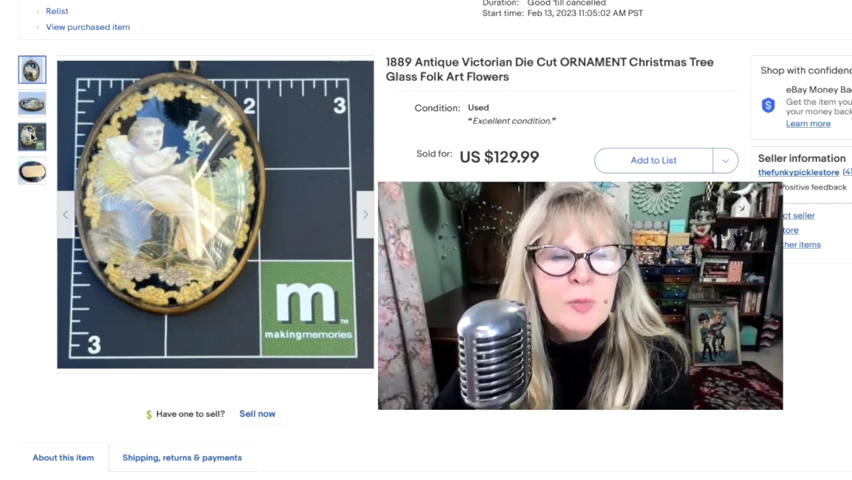 Relist
View purchased item
Duration: Good 'till cancelled
Start time: Feb 13, 2023 11:05:02 AM PST
1889 Antique Victorian Die Cut ORNAMENT Christmas Tree
Glass Folk Art Flowers
Condition: Used
"Excellent condition."
Sold for: US $129.99
Add to List
2
3
3
m
TM
makingmemories
Shop with confidenc
eBay Money Ba
Get the item you
your money back
Learn more
Seller information
thefunkypicklestore
Positive feedback
ct seller
tore
her items
$ Have one to sell? Sell now
About this item
Shipping, returns & payments